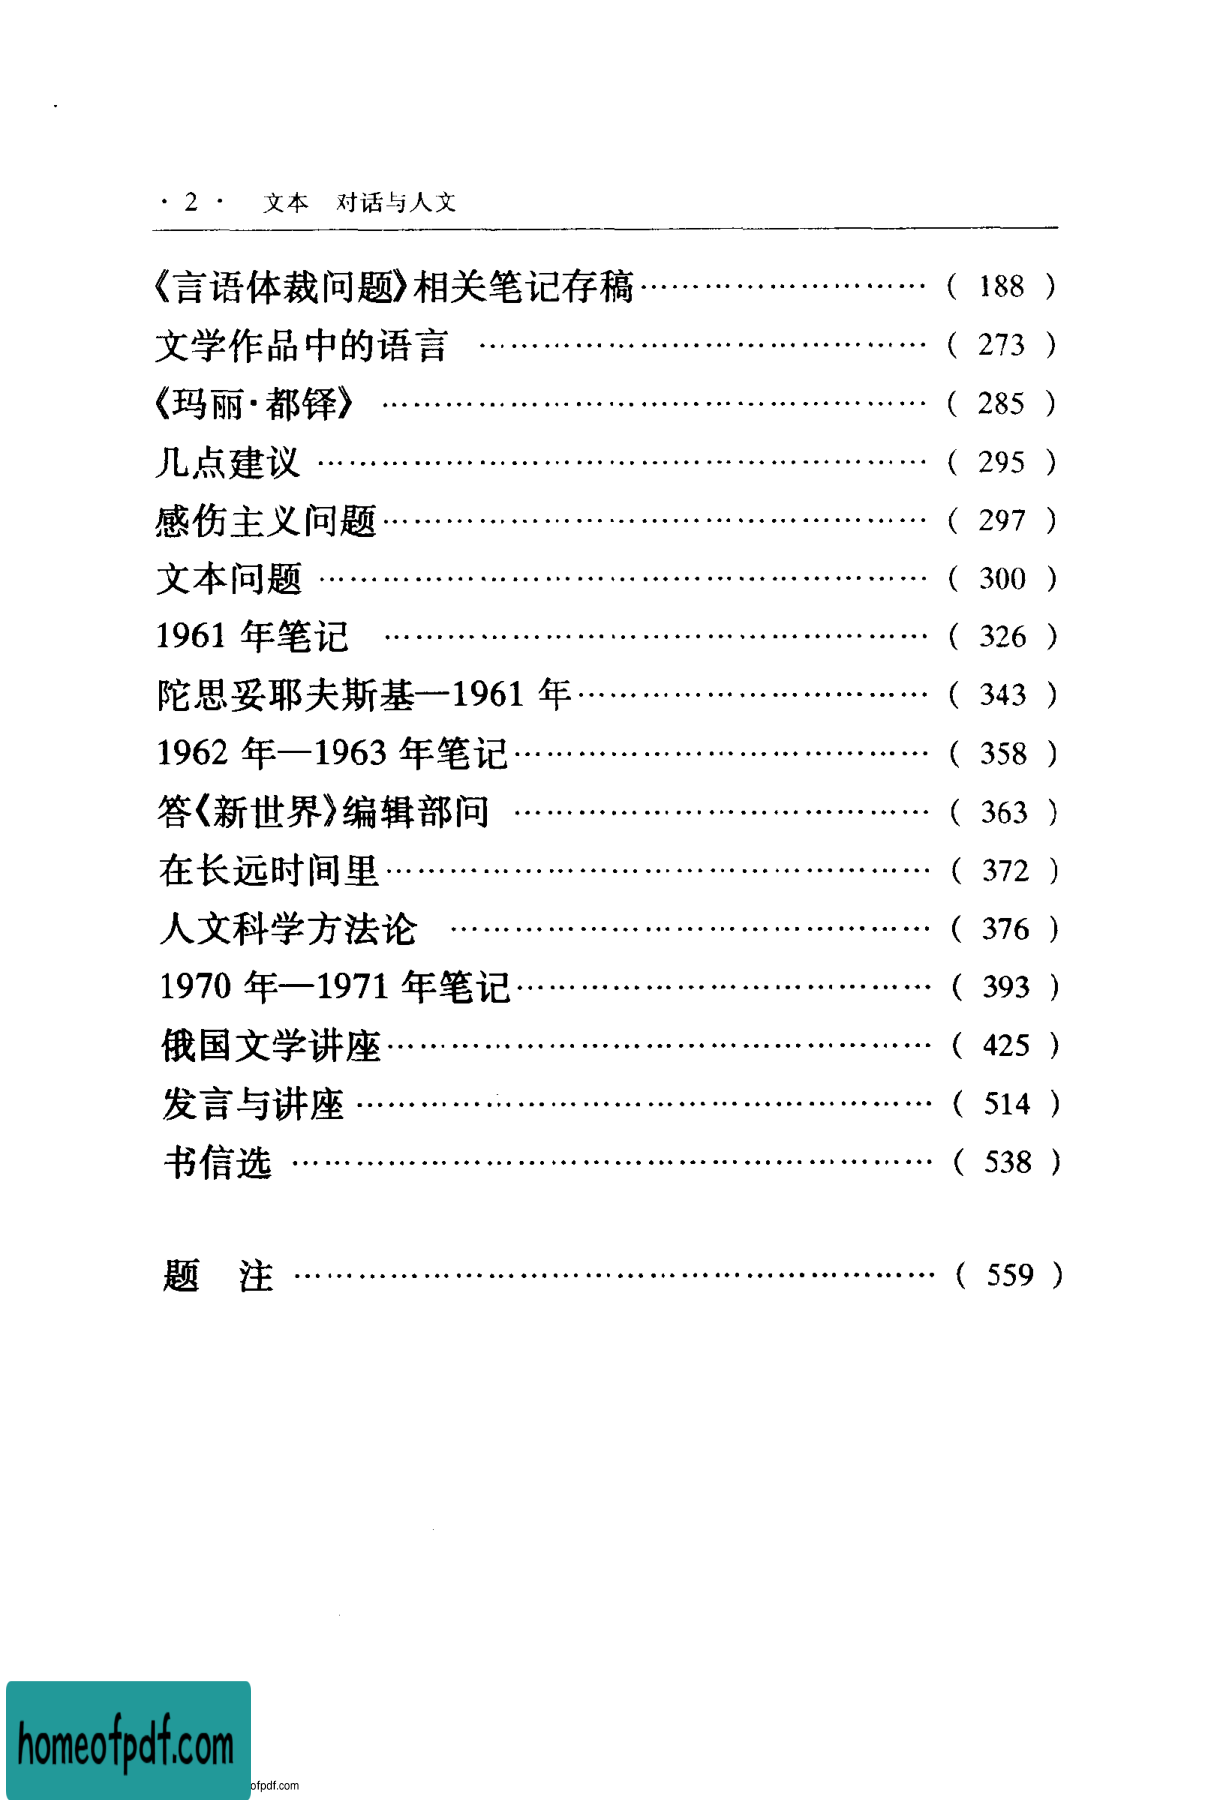 · 2 · 文本 对话与人文
《言语体裁问题》相关笔记存稿………………………( 188 )
文学作品中的语言 ……………………………………( 273 )
《玛丽·都铎》 ……………………………………………( 285 )
几点建议 …………………………………………………( 295 )
感伤主义问题……………………………………………( 297 )
文本问题 …………………………………………………( 300 )
1961 年笔记 ……………………………………………( 326 )
陀思妥耶夫斯基—1961 年……………………………( 343 )
1962 年—1963 年笔记…………………………………( 358 )
答《新世界》编辑部问 …………………………………( 363 )
在长远时间里……………………………………………( 372 )
人文科学方法论 ………………………………………( 376 )
1970 年—1971 年笔记…………………………………( 393 )
俄国文学讲座……………………………………………( 425 )
发言与讲座 ………………………………………………( 514 )
书信选 ……………………………………………………( 538 )
题 注 ……………………………………………………( 559 )
homeofpdf.com
ofpdf.com